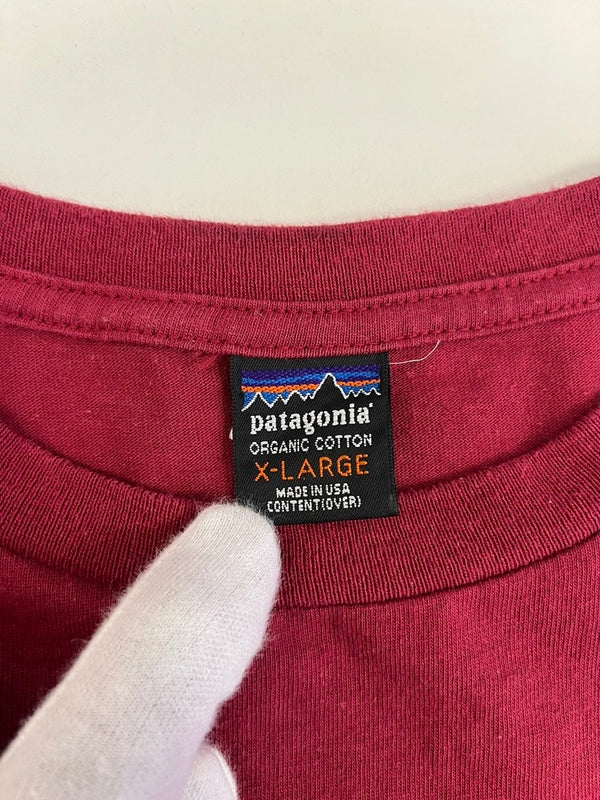 patagonia
ORGANIC COTTON
X-LARGE
MADE IN USA
CONTENT(OVER)